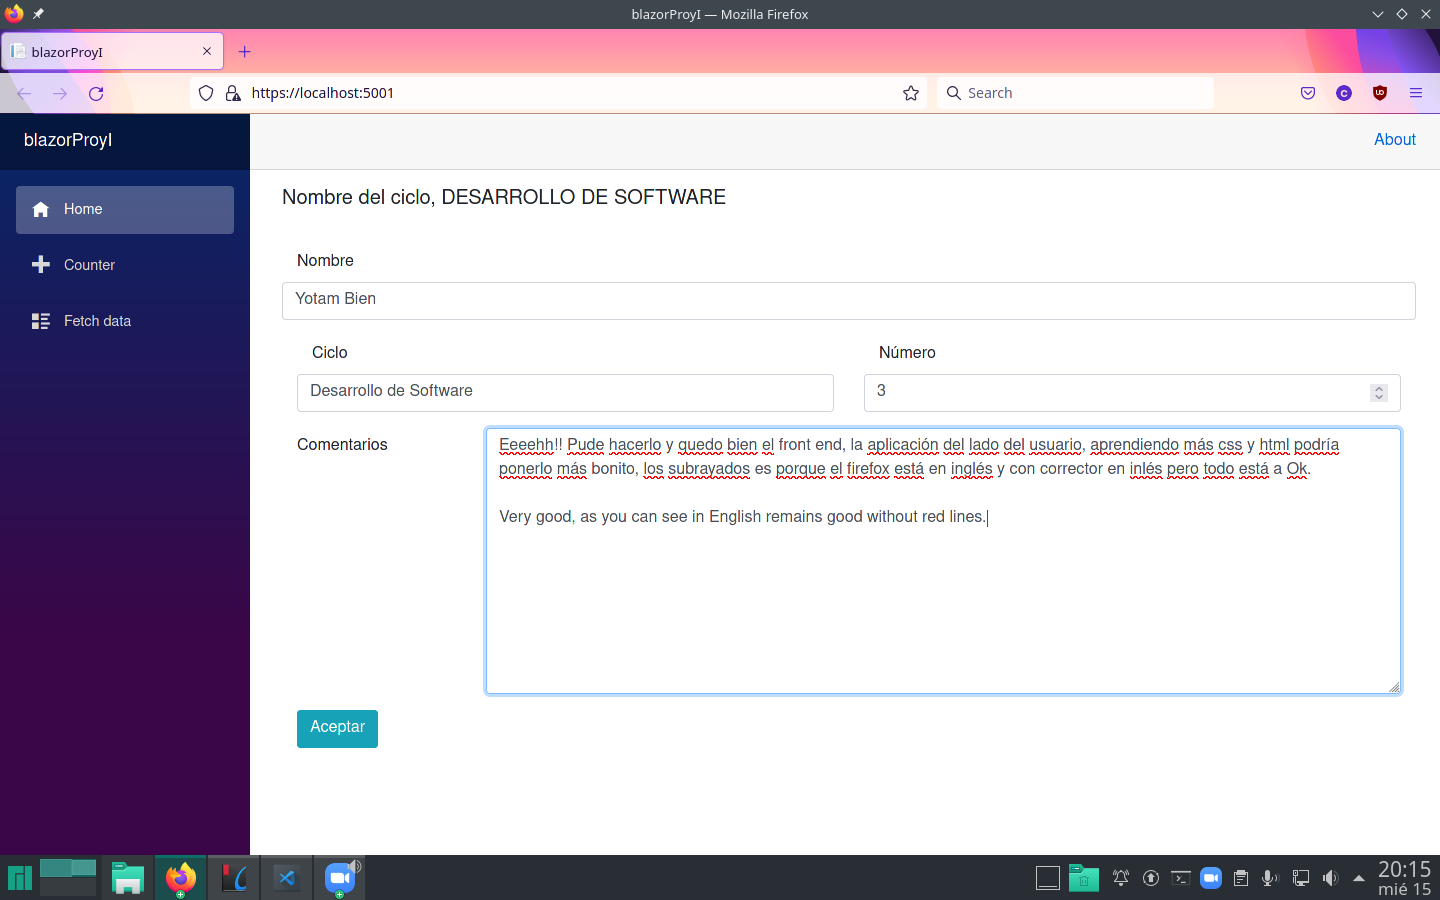 blazorProyI — Mozilla Firefox
blazorProyI
https://localhost:5001
Search
blazorProyI
About
Home
Counter
Fetch data
Nombre del ciclo, DESARROLLO DE SOFTWARE
Nombre
Yotam Bien
Ciclo
Número
Desarrollo de Software
3
Comentarios
Eeeehh!! Pude hacerlo y quedo bien el front end, la aplicación del lado del usuario, aprendiendo más css y html podría
ponerlo más bonito, los subrayados es porque el firefox está en inglés y con corrector en inlés pero todo está a Ok.
Very good, as you can see in English remains good without red lines.
Aceptar
20:15
mié 15